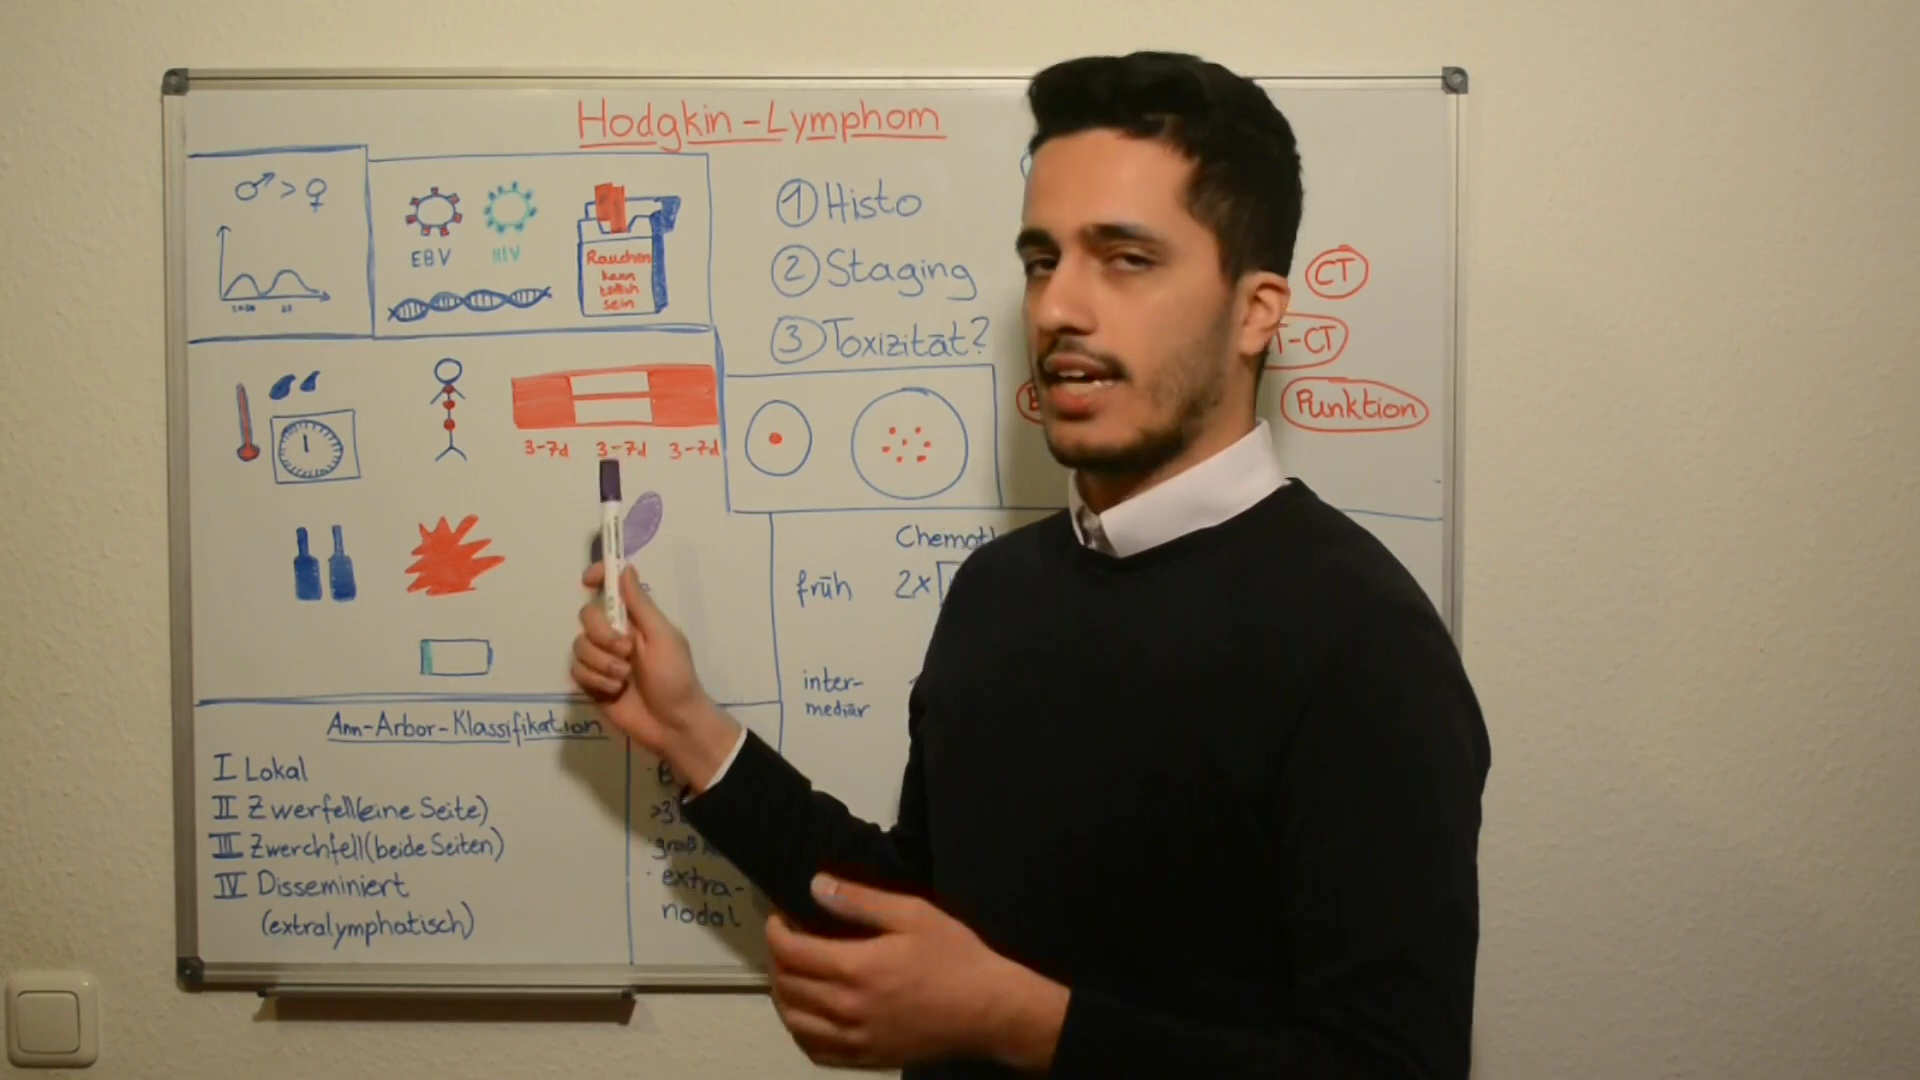 Hodgkin-Lymphom
♂ > ♀
EBV
HIV
Rauchen
kann
tötlich
sein
① Histo
② Staging
③ Toxizität?
CT
T-CT
Punktion
3-7d 3-7d 3-7d
Chemoth
früh 2x
inter-
mediär
Ann-Arbor-Klassifikation
I Lokal
II Zwerfell(eine Seite)
III Zwerchfell(beide Seiten)
IV Disseminiert
(extralymphatisch)
>3
groß
· extra-
nodal